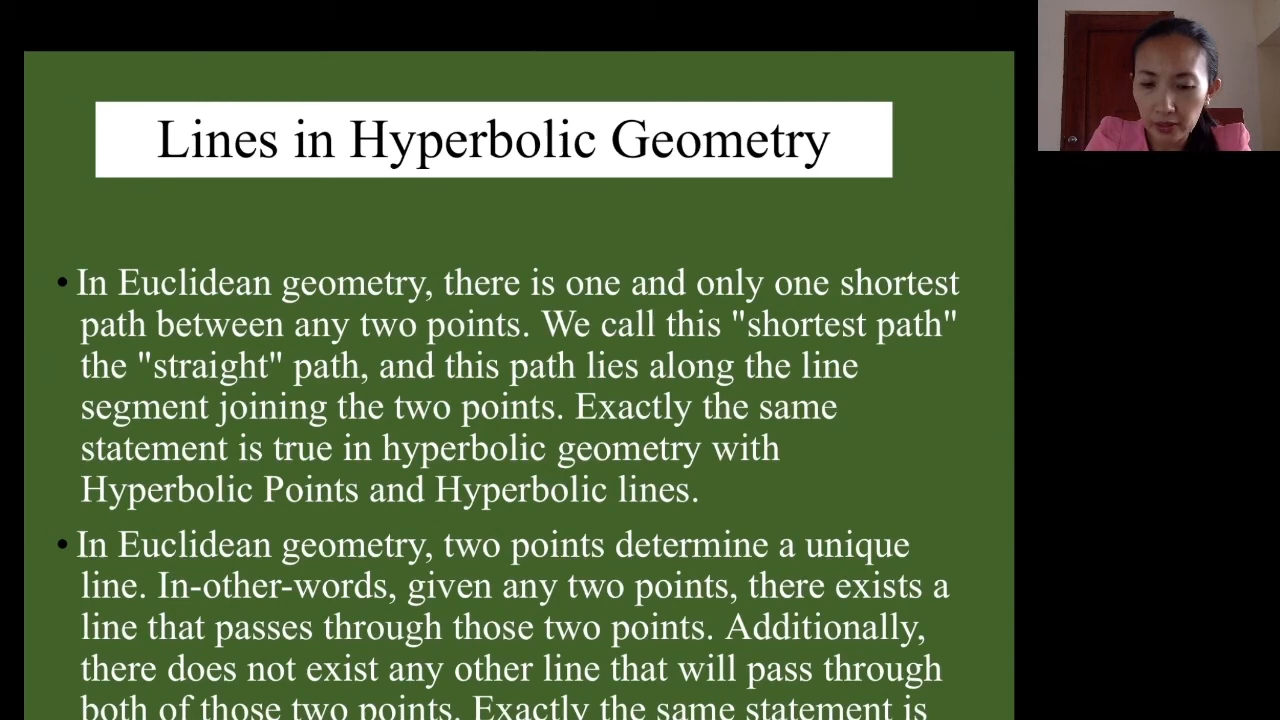 Lines in Hyperbolic Geometry
• In Euclidean geometry, there is one and only one shortest
path between any two points. We call this "shortest path"
the "straight" path, and this path lies along the line
segment joining the two points. Exactly the same
statement is true in hyperbolic geometry with
Hyperbolic Points and Hyperbolic lines.
• In Euclidean geometry, two points determine a unique
line. In-other-words, given any two points, there exists a
line that passes through those two points. Additionally,
there does not exist any other line that will pass through
both of those two points. Exactly the same statement is